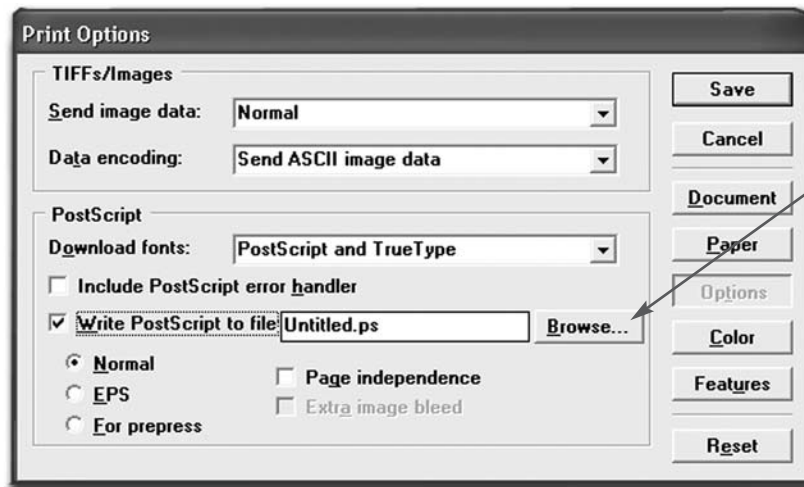 Print Options
TIFFs/Images
Send image data: Normal
Data encoding: Send ASCII image data
PostScript
Download fonts: PostScript and TrueType
Include PostScript error handler
Write PostScript to file Untitled.ps Browse...
Normal
EPS
For prepress
Page independence
Extra image bleed
Save
Cancel
Document
Paper
Options
Color
Features
Reset